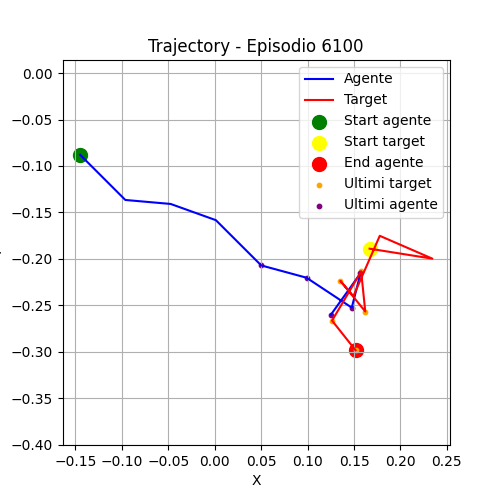 Trajectory - Episodio 6100
0.00
−0.05
−0.10
−0.15
−0.20
−0.25
−0.30
−0.35
−0.40
Agente
Target
Start agente
Start target
End agente
Ultimi target
Ultimi agente
−0.15
−0.10
−0.05
0.00
0.05
0.10
0.15
0.20
0.25
X